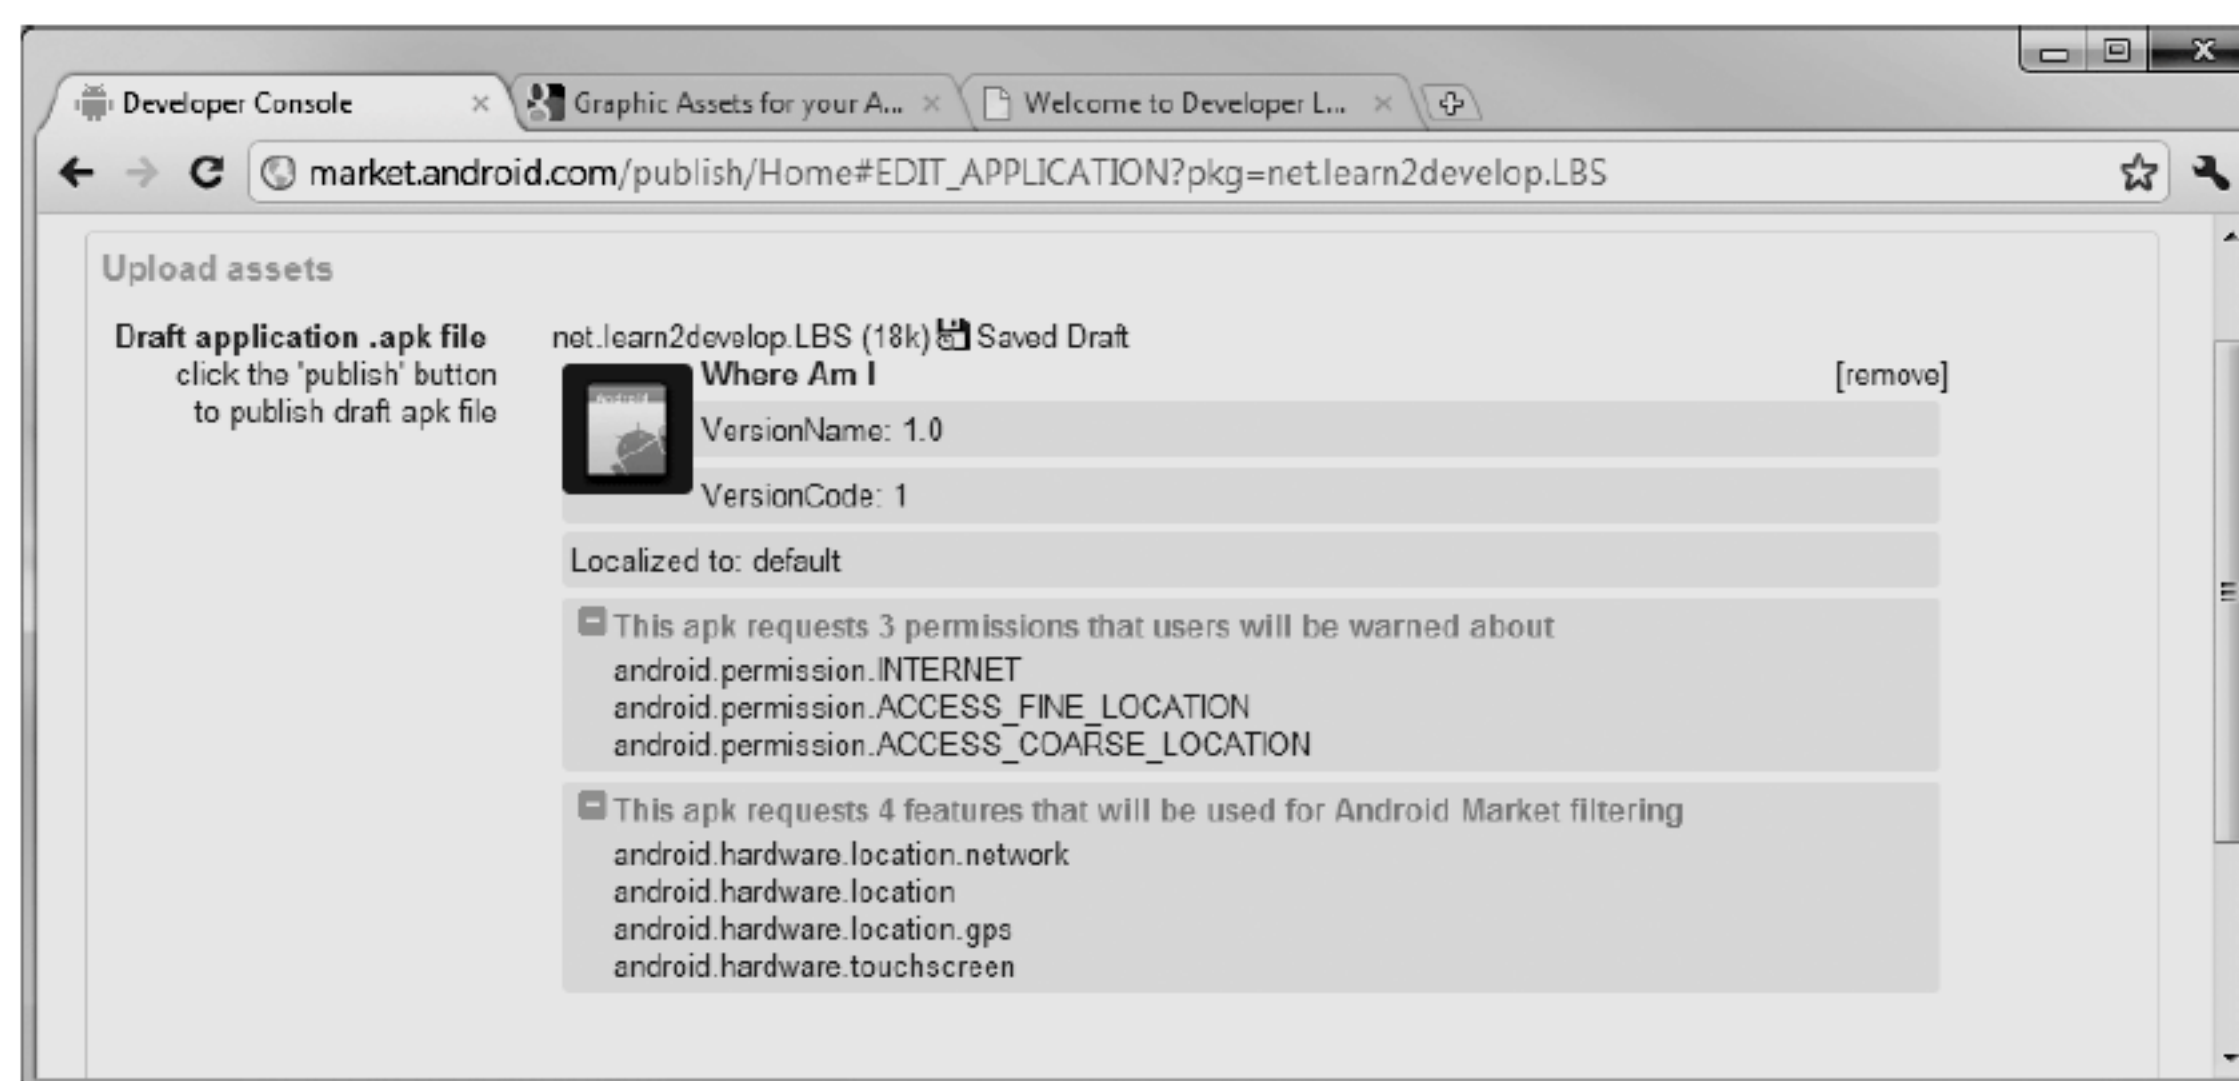 Developer Console
Graphic Assets for your A...
Welcome to Developer L...
market.android.com/publish/Home#EDIT_APPLICATION?pkg=net.learn2develop.LBS
Upload assets
Draft application .apk file
click the 'publish' button
to publish draft apk file
net.learn2develop.LBS (18k) Saved Draft
Where Am I
[remove]
VersionName: 1.0
VersionCode: 1
Localized to: default
This apk requests 3 permissions that users will be warned about
android.permission.INTERNET
android.permission.ACCESS_FINE_LOCATION
android.permission.ACCESS_COARSE_LOCATION
This apk requests 4 features that will be used for Android Market filtering
android.hardware.location.network
android.hardware.location
android.hardware.location.gps
android.hardware.touchscreen